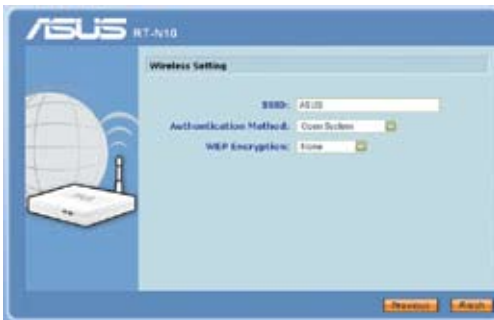 ASUS RT-N10
Wireless Setting
SSID: ASUS
Authentication Method: Open System
WEP Encryption: None
Previous Finish